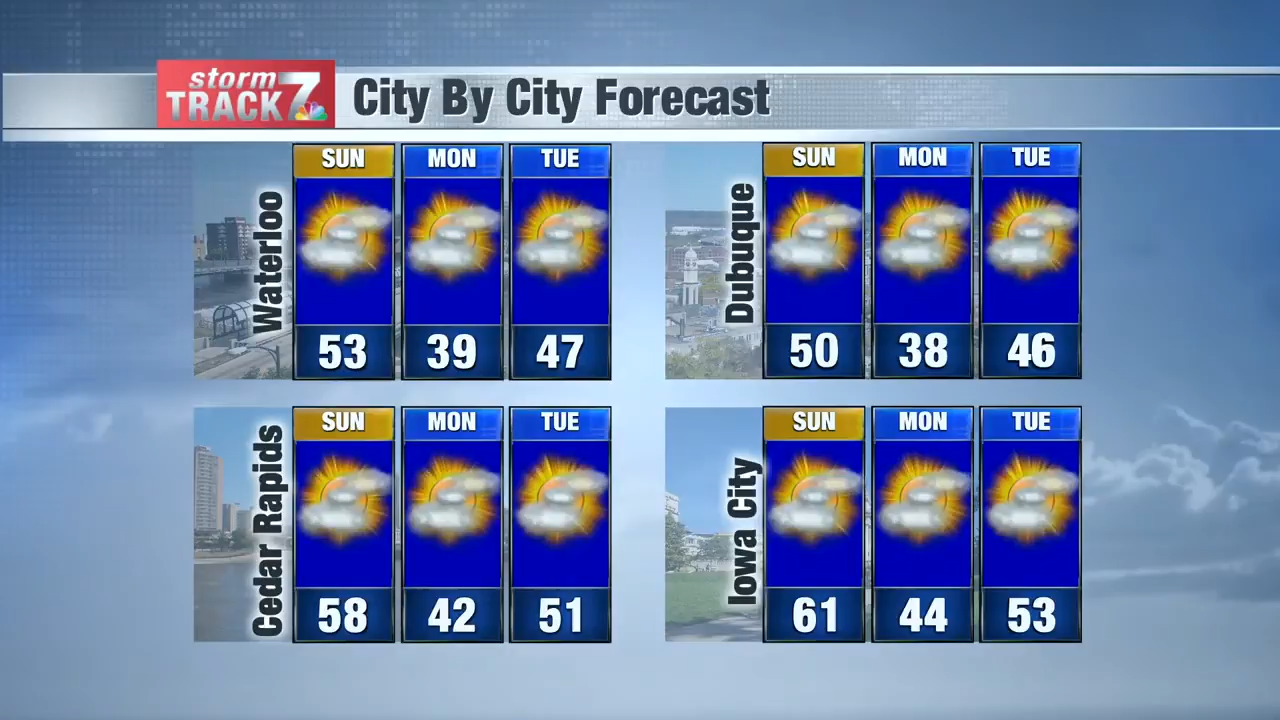 storm
TRACK 7
City By City Forecast
Waterloo
SUN MON TUE
53 39 47
Dubuque
SUN MON TUE
50 38 46
Cedar Rapids
SUN MON TUE
58 42 51
Iowa City
SUN MON TUE
61 44 53